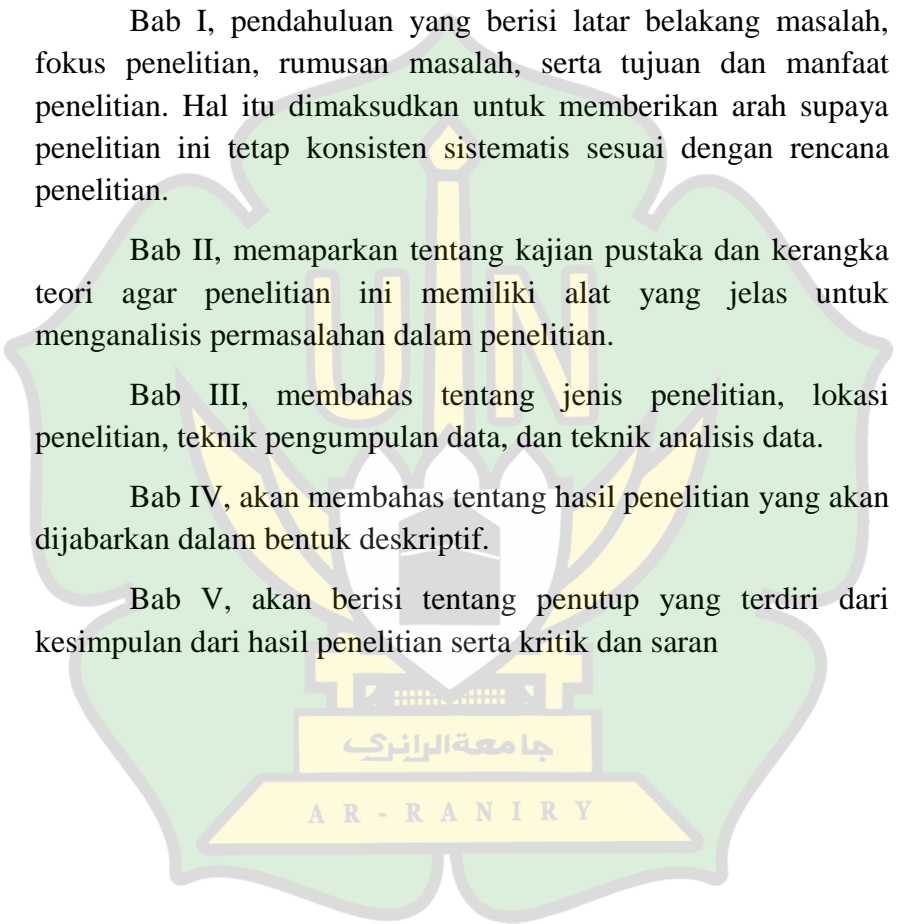 Bab I, pendahuluan yang berisi latar belakang masalah,
fokus penelitian, rumusan masalah, serta tujuan dan manfaat
penelitian. Hal itu dimaksudkan untuk memberikan arah supaya
penelitian ini tetap konsisten sistematis sesuai dengan rencana
penelitian.
Bab II, memaparkan tentang kajian pustaka dan kerangka
teori agar penelitian ini memiliki alat yang jelas untuk
menganalisis permasalahan dalam penelitian.
Bab III, membahas tentang jenis penelitian, lokasi
penelitian, teknik pengumpulan data, dan teknik analisis data.
Bab IV, akan membahas tentang hasil penelitian yang akan
dijabarkan dalam bentuk deskriptif.
Bab V, akan berisi tentang penutup yang terdiri dari
kesimpulan dari hasil penelitian serta kritik dan saran
UIN
جامعةالرانري
AR-RANIRY